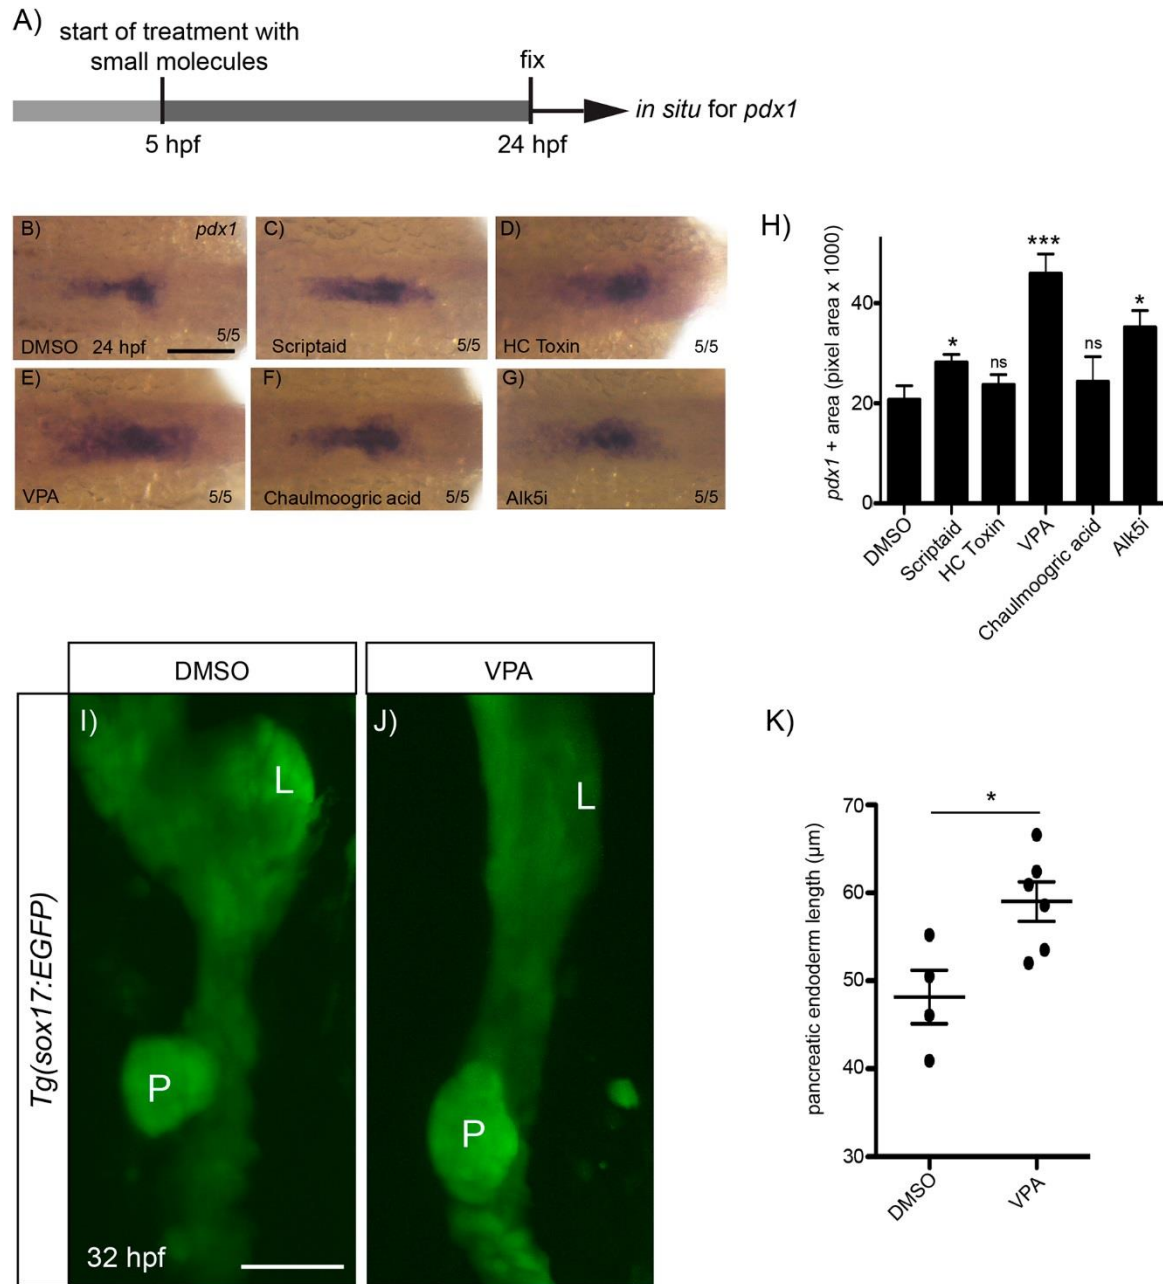 A)
start of treatment with
small molecules
fix
in situ for pdx1
5 hpf
24 hpf
B)
pdx1
5/5
DMSO 24 hpf
C)
Scriptaid
5/5
D)
HC Toxin
5/5
E)
VPA
5/5
F)
Chaulmoogric acid
5/5
G)
Alk5i
5/5
H)
pdx1 + area (pixel area x 1000)
40
20
0
***
*
ns
ns
*
DMSO
Scriptaid
HC Toxin
VPA
Chaulmoogric acid
Alk5i
DMSO
VPA
Tg(sox17:EGFP)
I)
L
P
32 hpf
J)
L
P
K)
pancreatic endoderm length (μm)
70
60
50
40
30
*
DMSO
VPA